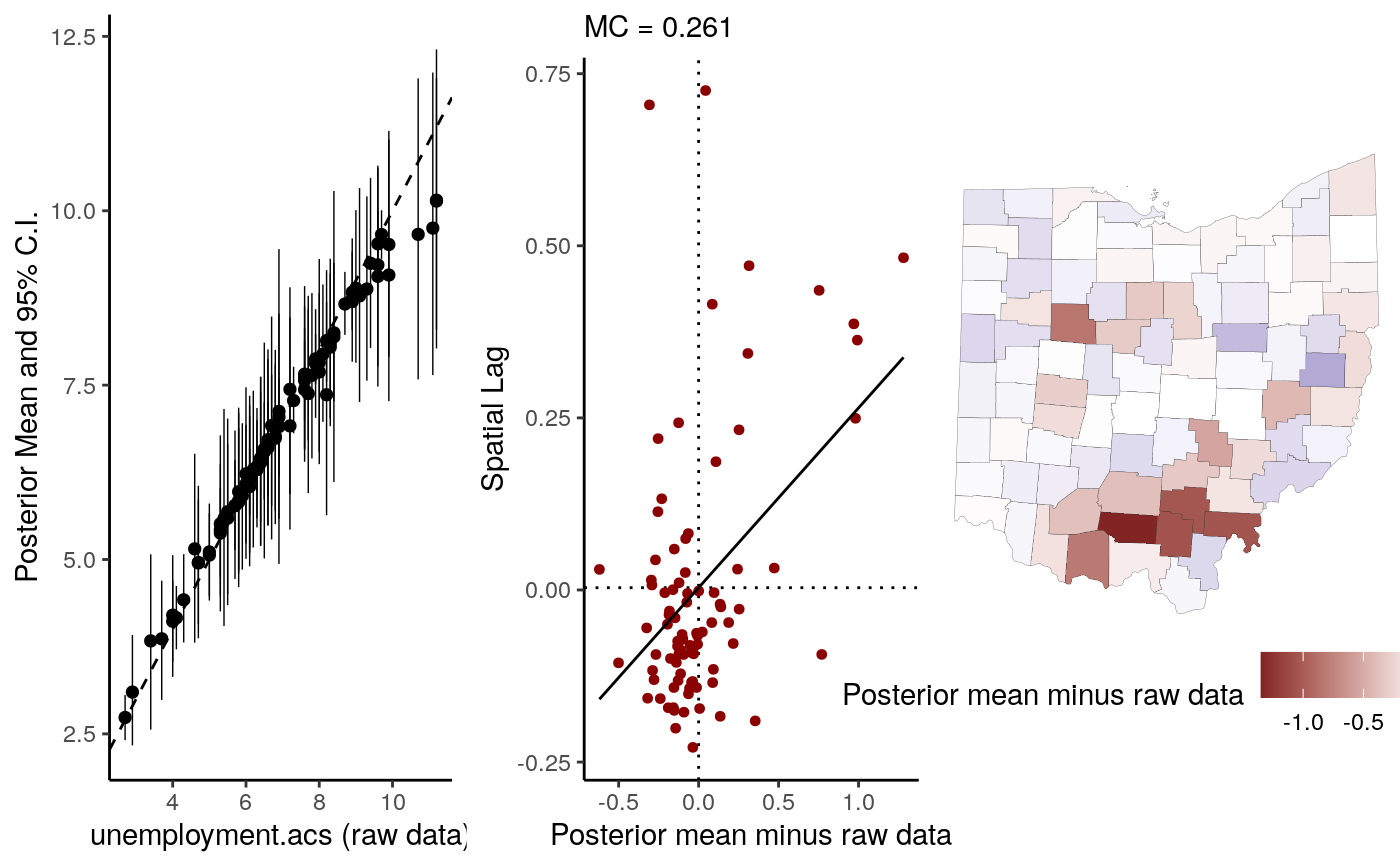 12.5
10.0
7.5
5.0
2.5
Posterior Mean and 95% C.I.
4 6 8 10
unemployment.acs (raw data)
MC = 0.261
0.75
0.50
0.25
0.00
-0.25
Spatial Lag
-0.5 0.0 0.5 1.0
Posterior mean minus raw data
Posterior mean minus raw data
-1.0 -0.5